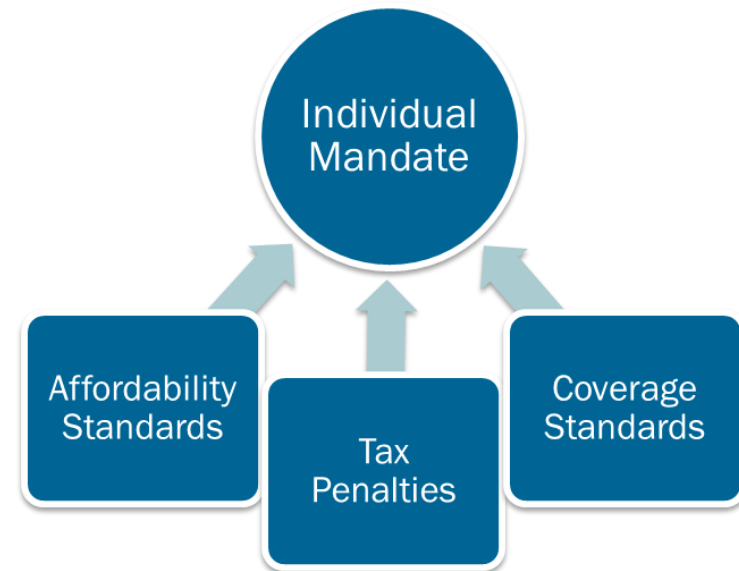 Individual
Mandate
Affordability
Standards
Tax
Penalties
Coverage
Standards